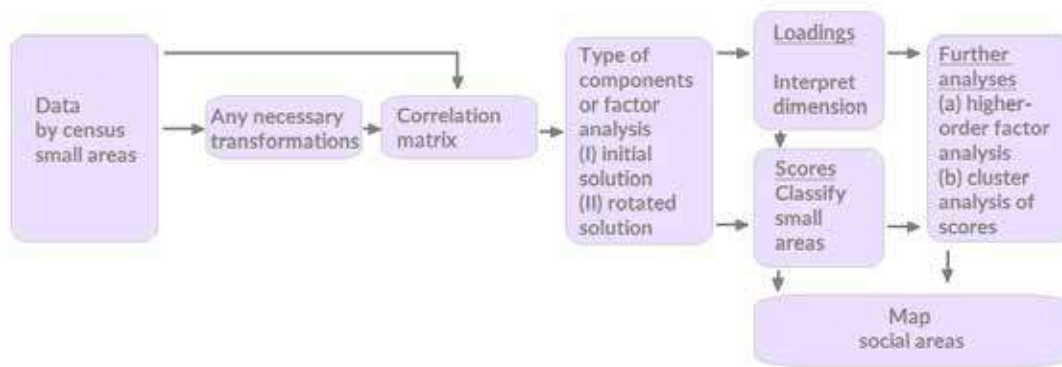 Data
by census
small areas
Any necessary
transformations
Correlation
matrix
Type of
components
or factor
analysis
(I) initial
solution
(II) rotated
solution
Loadings
Interpret
dimension
Scores
Classify
small
areas
Further
analyses
(a) higher-
order factor
analysis
(b) cluster
analysis of
scores
Map
social areas